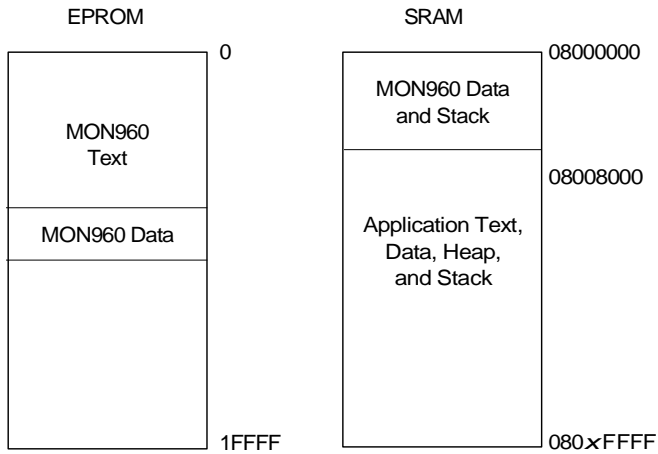 EPROM
0
MON960
Text
MON960 Data
1FFFF
SRAM
08000000
MON960 Data
and Stack
08008000
Application Text,
Data, Heap,
and Stack
080xFFFF